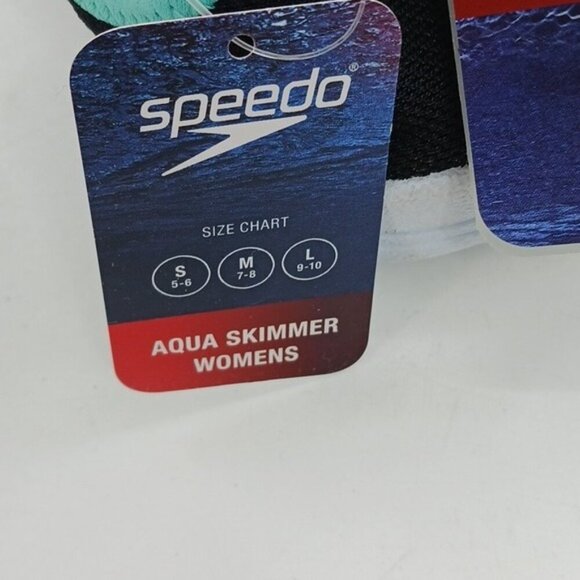 speedo®
SIZE CHART
S M L
5-6 7-8 9-10
AQUA SKIMMER
WOMENS